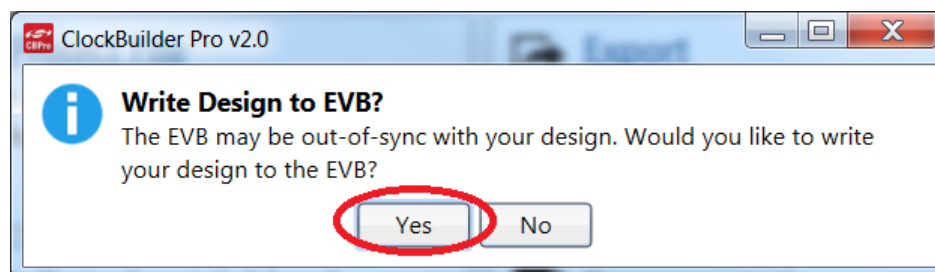 CBPro ClockBuilder Pro v2.0
Export
Write Design to EVB?
The EVB may be out-of-sync with your design. Would you like to write
your design to the EVB?
Yes No